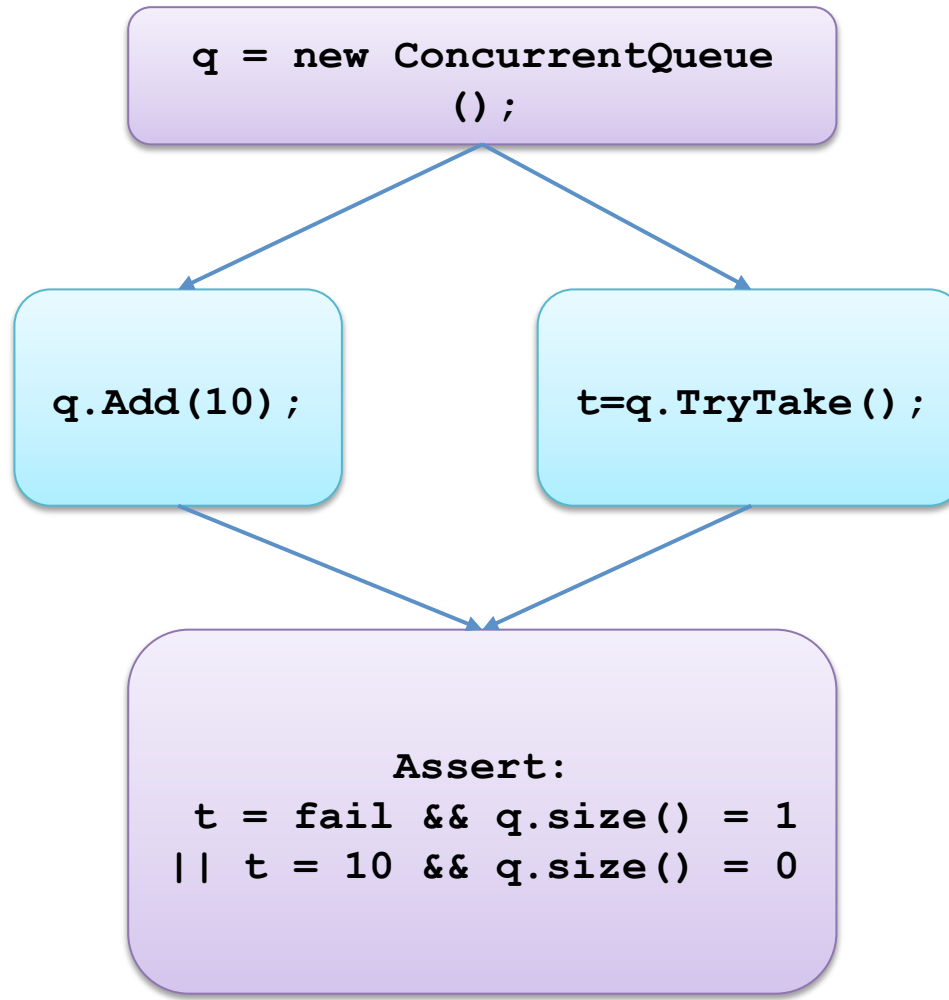 q = new ConcurrentQueue
();
q.Add(10);
t=q.TryTake();
Assert:
t = fail && q.size() = 1
|| t = 10 && q.size() = 0